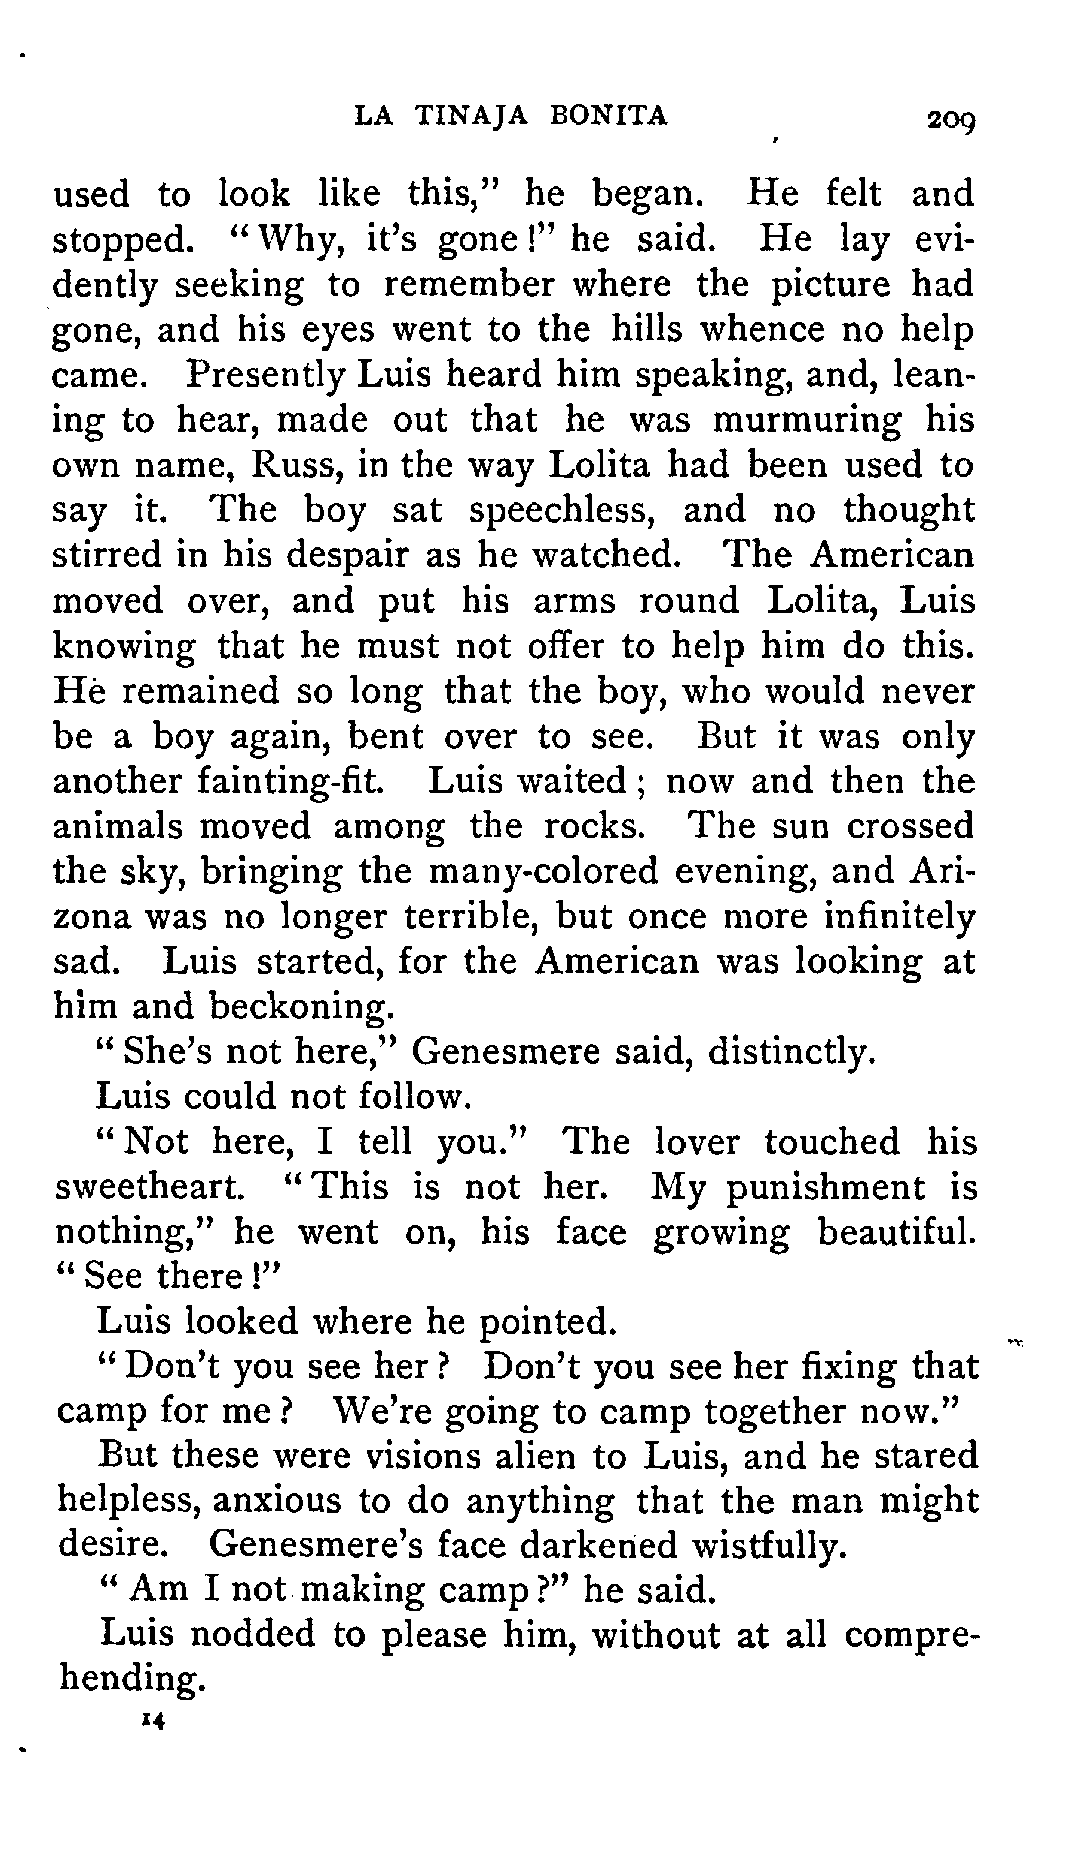 LA TINAJA BONITA 209
used to look like this," he began. He felt and
stopped. "Why, it's gone!" he said. He lay evi-
dently seeking to remember where the picture had
gone, and his eyes went to the hills whence no help
came. Presently Luis heard him speaking, and, lean-
ing to hear, made out that he was murmuring his
own name, Russ, in the way Lolita had been used to
say it. The boy sat speechless, and no thought
stirred in his despair as he watched. The American
moved over, and put his arms round Lolita, Luis
knowing that he must not offer to help him do this.
He remained so long that the boy, who would never
be a boy again, bent over to see. But it was only
another fainting-fit. Luis waited; now and then the
animals moved among the rocks. The sun crossed
the sky, bringing the many-colored evening, and Ari-
zona was no longer terrible, but once more infinitely
sad. Luis started, for the American was looking at
him and beckoning.
"She's not here," Genesmere said, distinctly.
Luis could not follow.
"Not here, I tell you." The lover touched his
sweetheart. "This is not her. My punishment is
nothing," he went on, his face growing beautiful.
"See there!"
Luis looked where he pointed.
"Don't you see her? Don't you see her fixing that
camp for me? We're going to camp together now."
But these were visions alien to Luis, and he stared
helpless, anxious to do anything that the man might
desire. Genesmere's face darkened wistfully.
"Am I not making camp?" he said.
Luis nodded to please him, without at all compre-
hending.
14